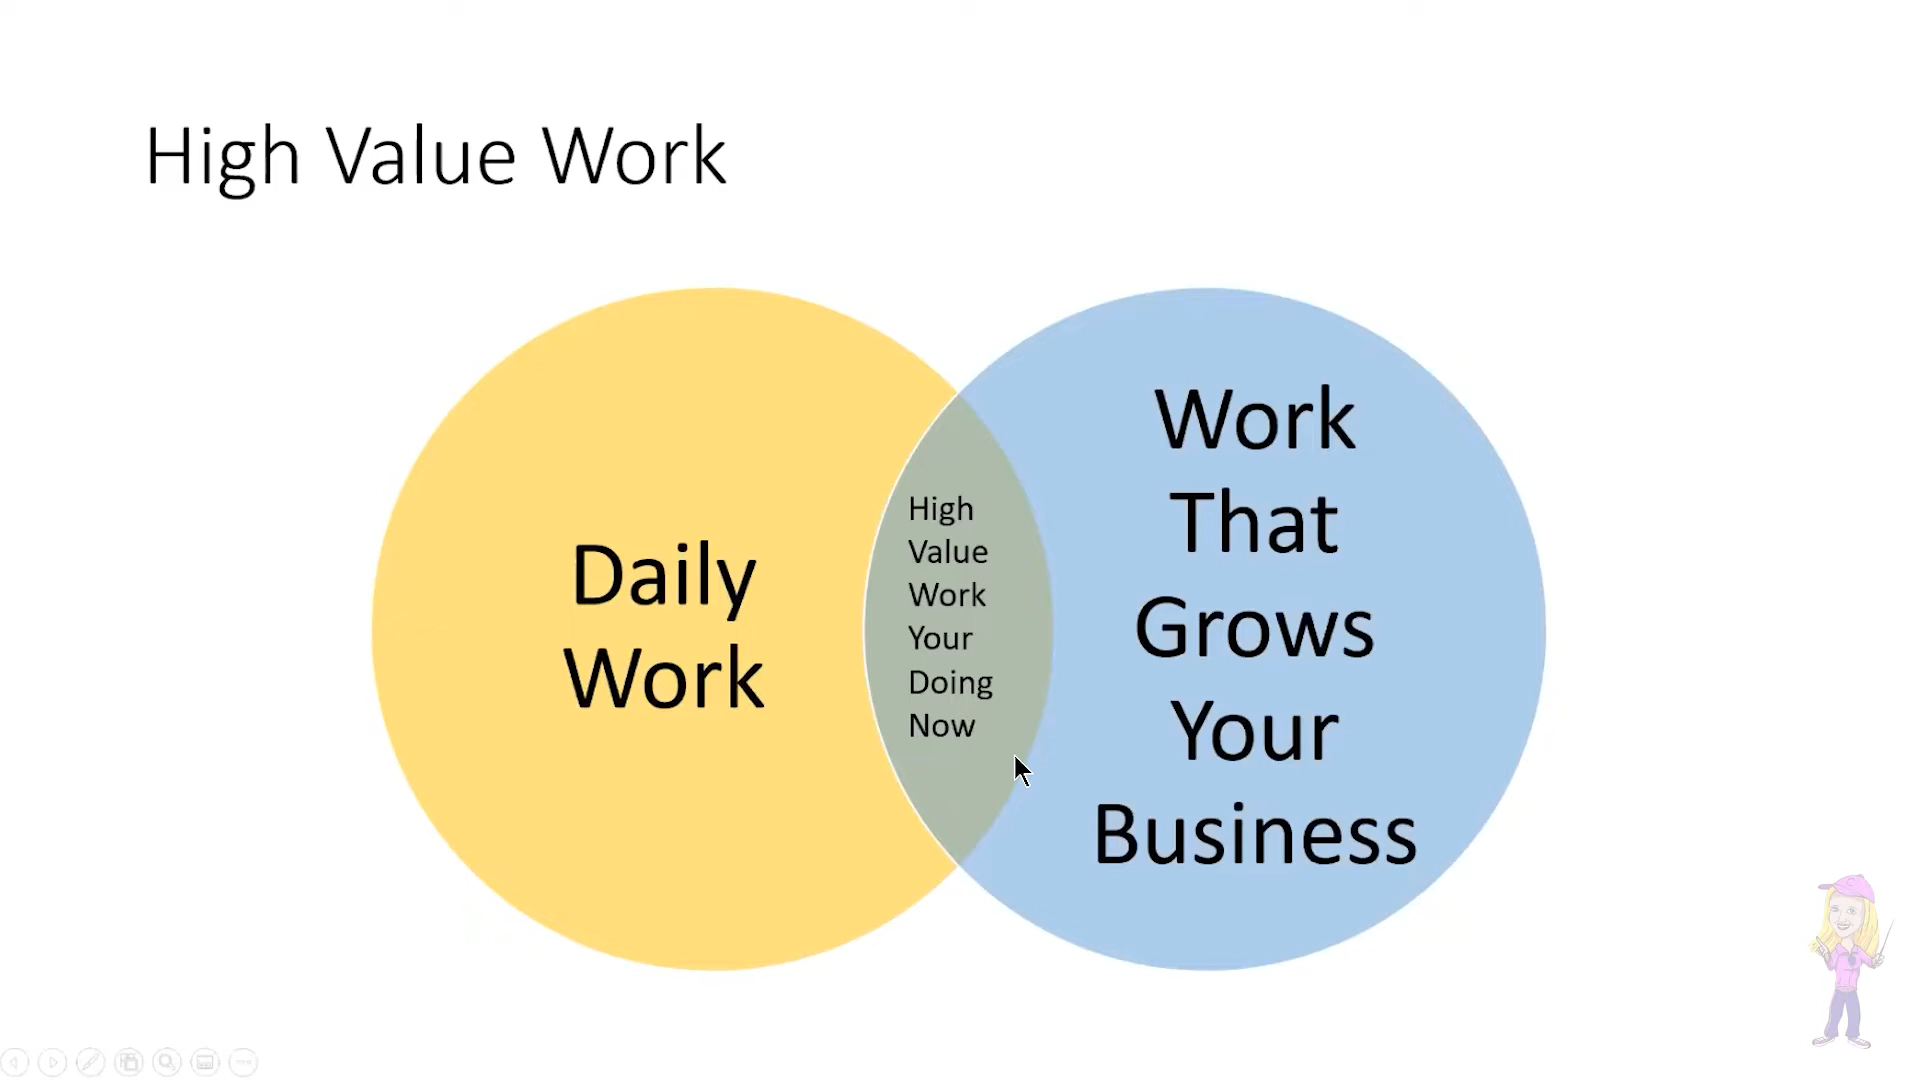 High Value Work
Daily
Work
High
Value
Work
Your
Doing
Now
Work
That
Grows
Your
Business